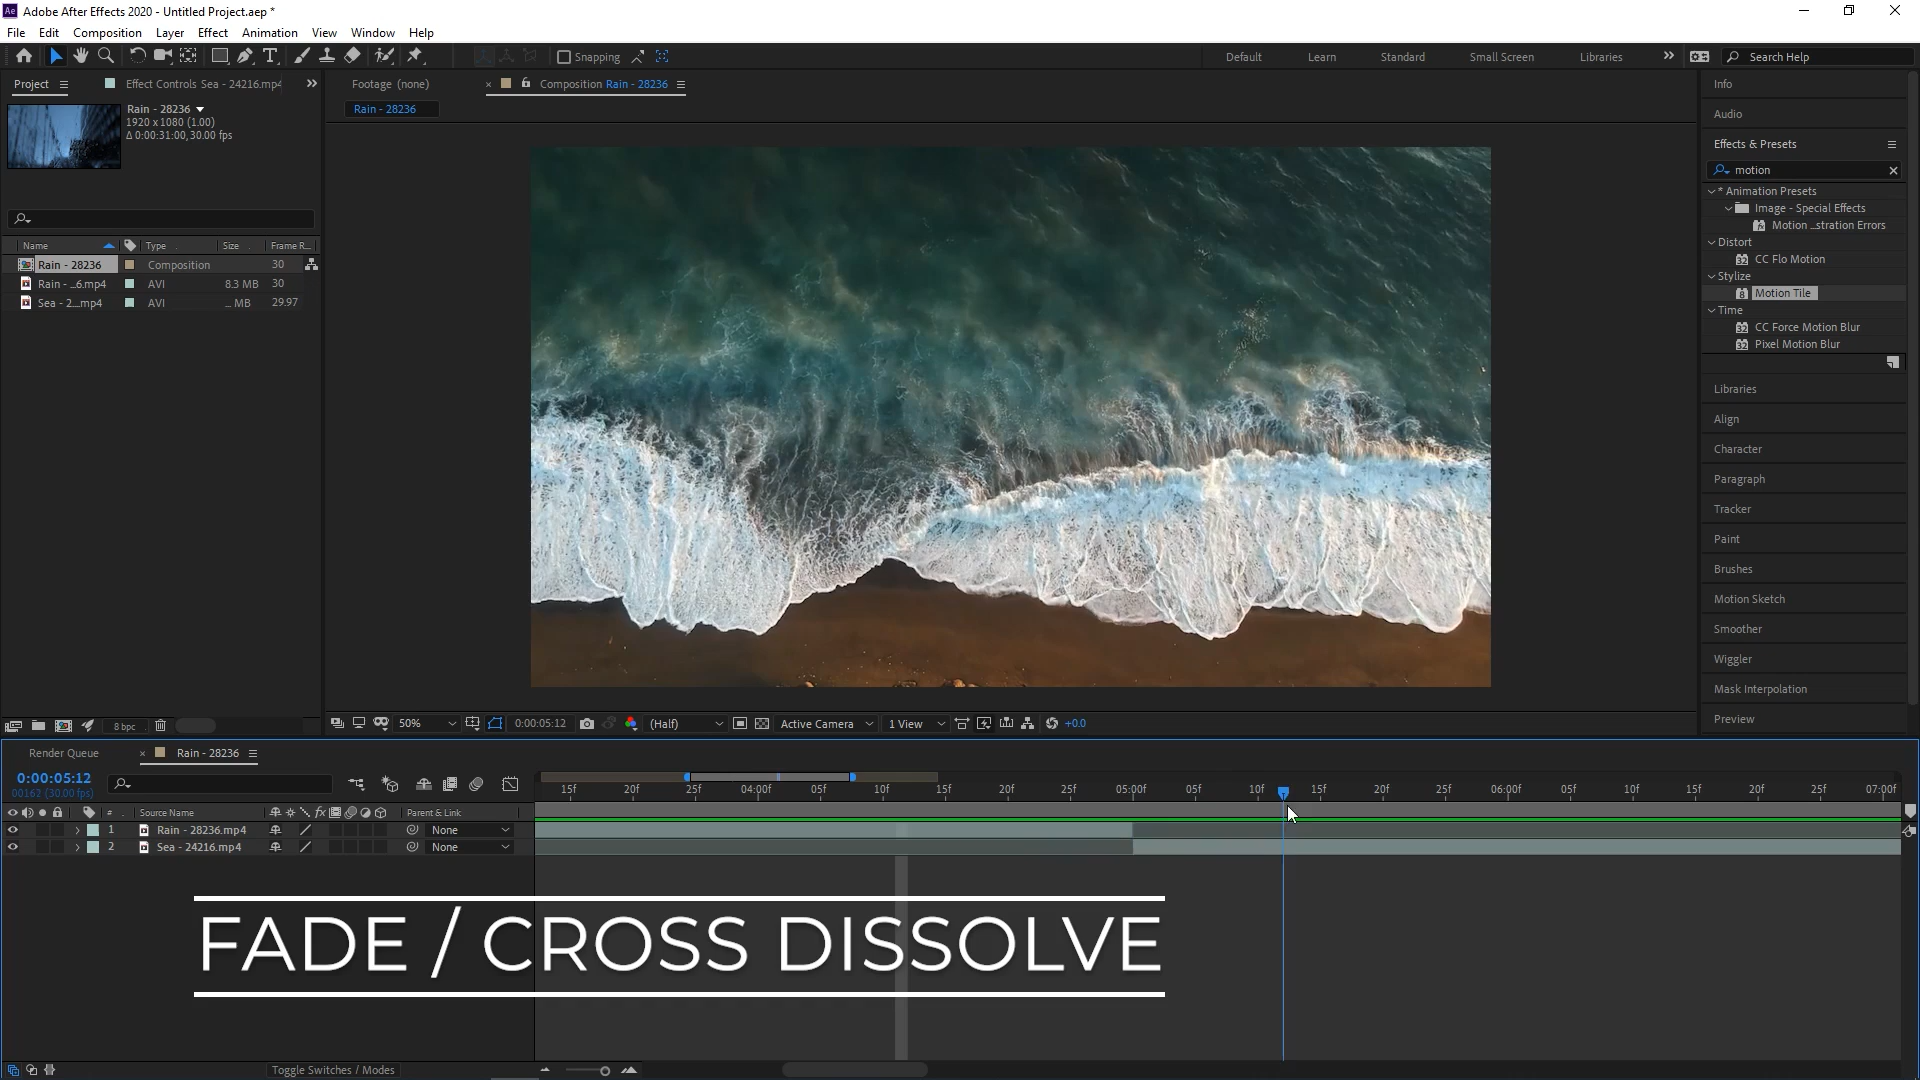 Adobe After Effects 2020 - Untitled Project.aep *
File Edit Composition Layer Effect Animation View Window Help
Snapping
Default Learn Standard Small Screen Libraries
Search Help
Project
Effect Controls Sea - 24216.mp4
Rain - 28236
1920 x 1080 (1.00)
Δ 0:00:31:00, 30.00 fps
Name Type Size Frame R...
Rain - 28236 Composition 30
Rain - ...6.mp4 AVI 8.3 MB 30
Sea - 2....mp4 AVI ... MB 29.97
8 bpc
Footage (none)
Composition Rain - 28236
Rain - 28236
50% 0:00:05:12 (Half) Active Camera 1 View +0.0
Info
Audio
Effects & Presets
motion
* Animation Presets
Image - Special Effects
Motion ...stration Errors
Distort
CC Flo Motion
Stylize
Motion Tile
Time
CC Force Motion Blur
Pixel Motion Blur
Libraries
Align
Character
Paragraph
Tracker
Paint
Brushes
Motion Sketch
Smoother
Wiggler
Mask Interpolation
Preview
Render Queue
Rain - 28236
0:00:05:12
00162 (30.00 fps)
15f 20f 25f 04:00f 05f 10f 15f 20f 25f 05:00f 05f 10f 15f 20f 25f 06:00f 05f 10f 15f 20f 25f 07:00f
# Source Name Parent & Link
1 Rain - 28236.mp4 None
2 Sea - 24216.mp4 None
FADE / CROSS DISSOLVE
Toggle Switches / Modes